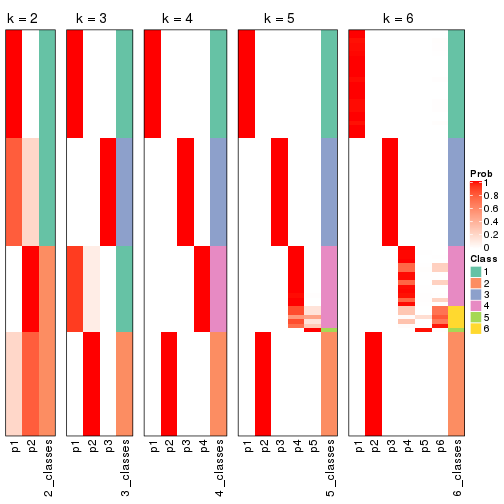 k = 2
k = 3
k = 4
k = 5
k = 6
Prob
1
0.8
0.6
0.4
0.2
0
Class
1
2
3
4
5
6
p1
p2
2_classes
p1
p2
p3
3_classes
p1
p2
p3
p4
4_classes
p1
p2
p3
p4
p5
5_classes
p1
p2
p3
p4
p5
p6
6_classes